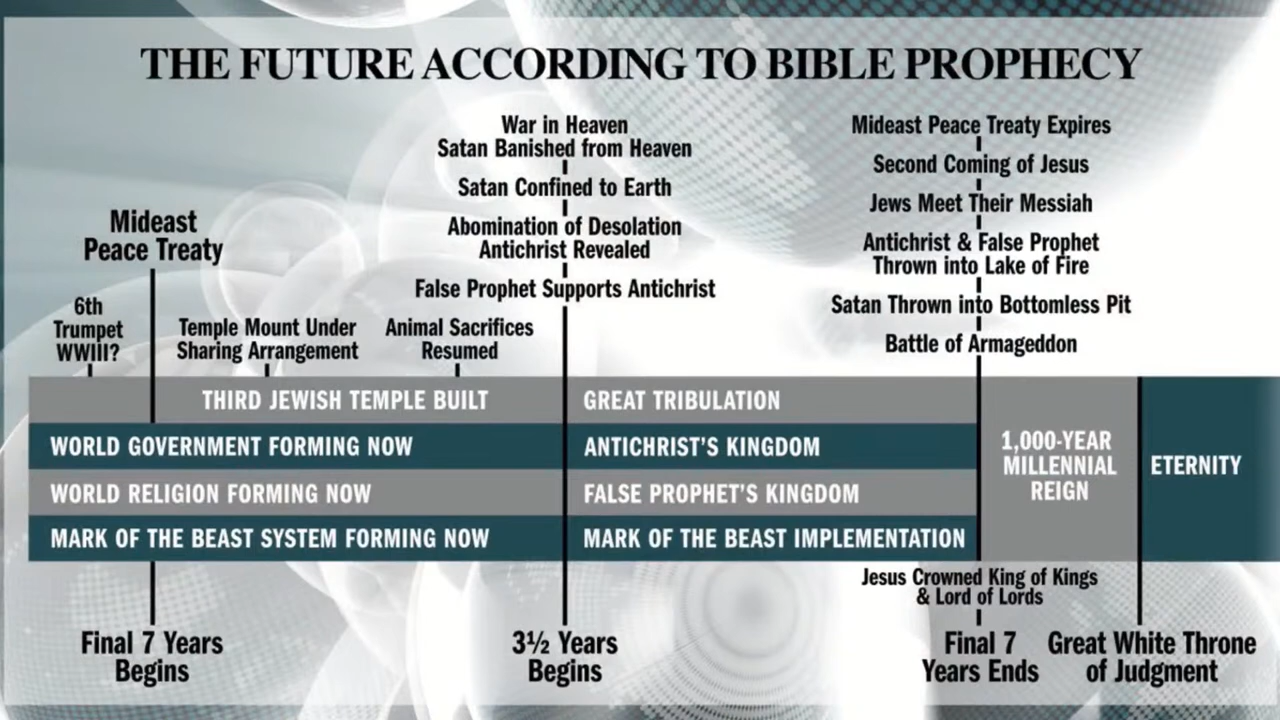 THE FUTURE ACCORDING TO BIBLE PROPHECY
War in Heaven
Satan Banished from Heaven
Satan Confined to Earth
Abomination of Desolation
Antichrist Revealed
False Prophet Supports Antichrist
Mideast Peace Treaty Expires
Second Coming of Jesus
Jews Meet Their Messiah
Antichrist & False Prophet
Thrown into Lake of Fire
Satan Thrown into Bottomless Pit
Battle of Armageddon
Mideast
Peace Treaty
6th
Trumpet
WWIII?
Temple Mount Under
Sharing Arrangement
Animal Sacrifices
Resumed
THIRD JEWISH TEMPLE BUILT
GREAT TRIBULATION
WORLD GOVERNMENT FORMING NOW
ANTICHRIST'S KINGDOM
WORLD RELIGION FORMING NOW
FALSE PROPHET'S KINGDOM
MARK OF THE BEAST SYSTEM FORMING NOW
MARK OF THE BEAST IMPLEMENTATION
1,000-YEAR
MILLENNIAL
REIGN
ETERNITY
Jesus Crowned King of Kings
& Lord of Lords
Final 7 Years
Begins
3½ Years
Begins
Final 7
Years Ends
Great White Throne
of Judgment